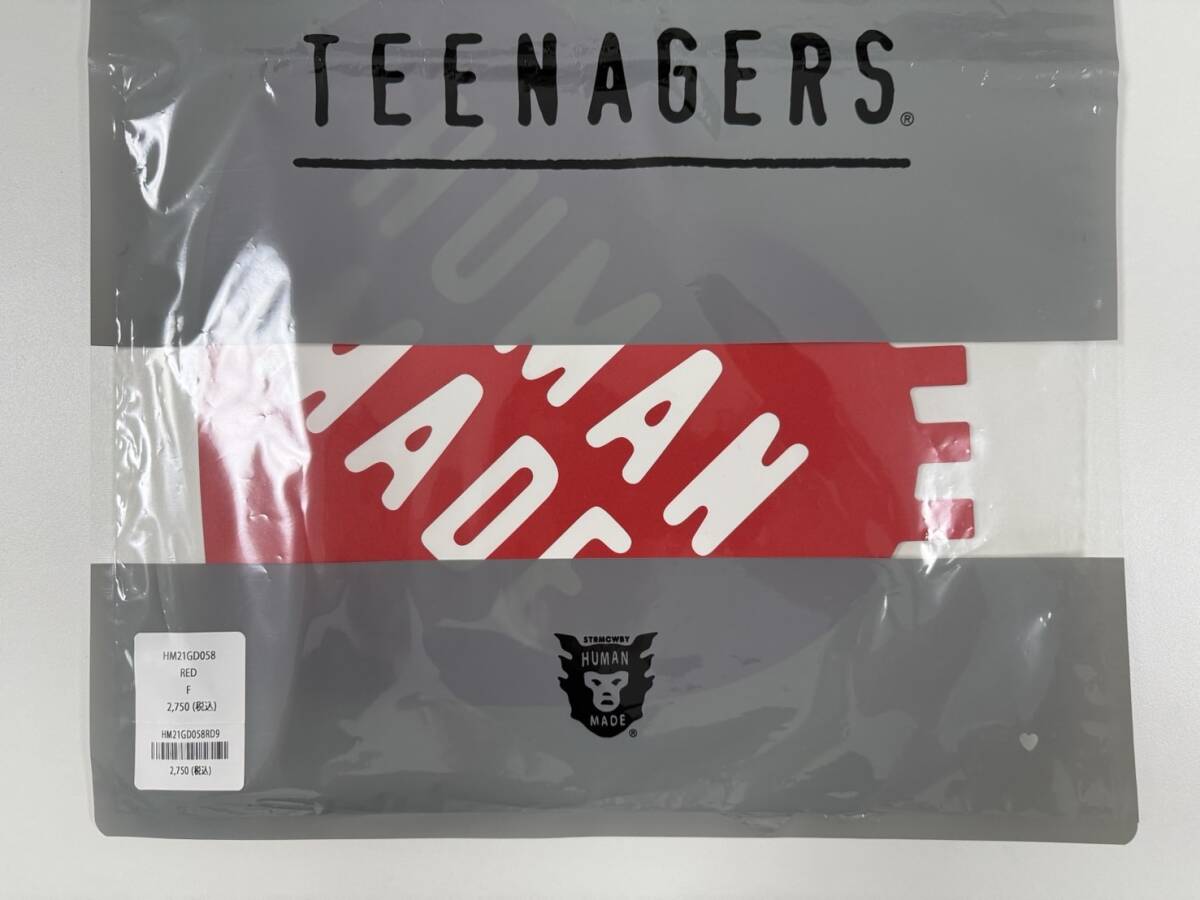 TEENAGERS®
HUMAN
MADE
STRMCWBY
HUMAN
MADE®
HM21GD058
RED
F
2,750 (税込)
HM21GD058RD9
2,750 (税込)